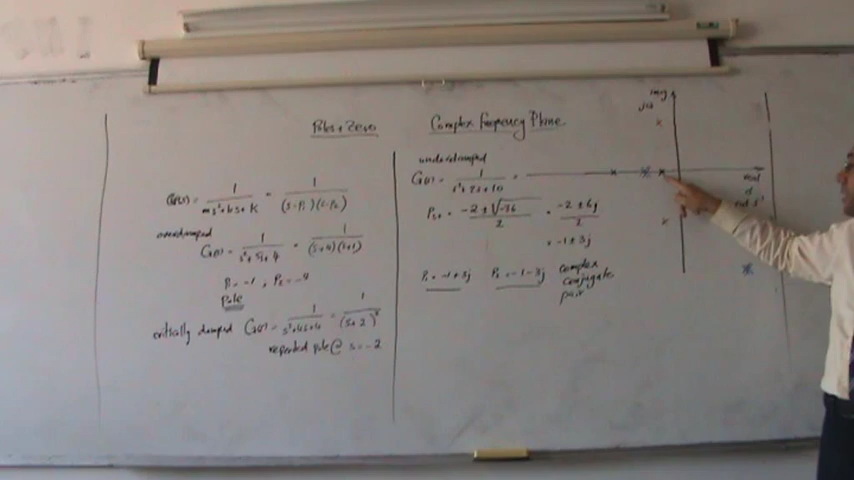 Poles + Zero
G(s) = 1 / (ms² + bs + k) = 1 / ((s-p₁)(s-p₂))
overdamped
G(s) = 1 / (s² + 5s + 4) = 1 / ((s+4)(s+1))
P₁ = -1, P₂ = -4
Pole
critically damped G(s) = 1 / (s² + 4s + 4) = 1 / (s+2)²
repeated pole @ s = -2
Complex Frequency Plane
underdamped
G(s) = 1 / (s² + 2s + 10) =
= (-2 ± √-36) / 2 = (-2 ± 6j) / 2
= -1 ± 3j
P₁ = -1 + 3j P₂ = -1 - 3j complex
conjugate
pair
img
jω
real
σ